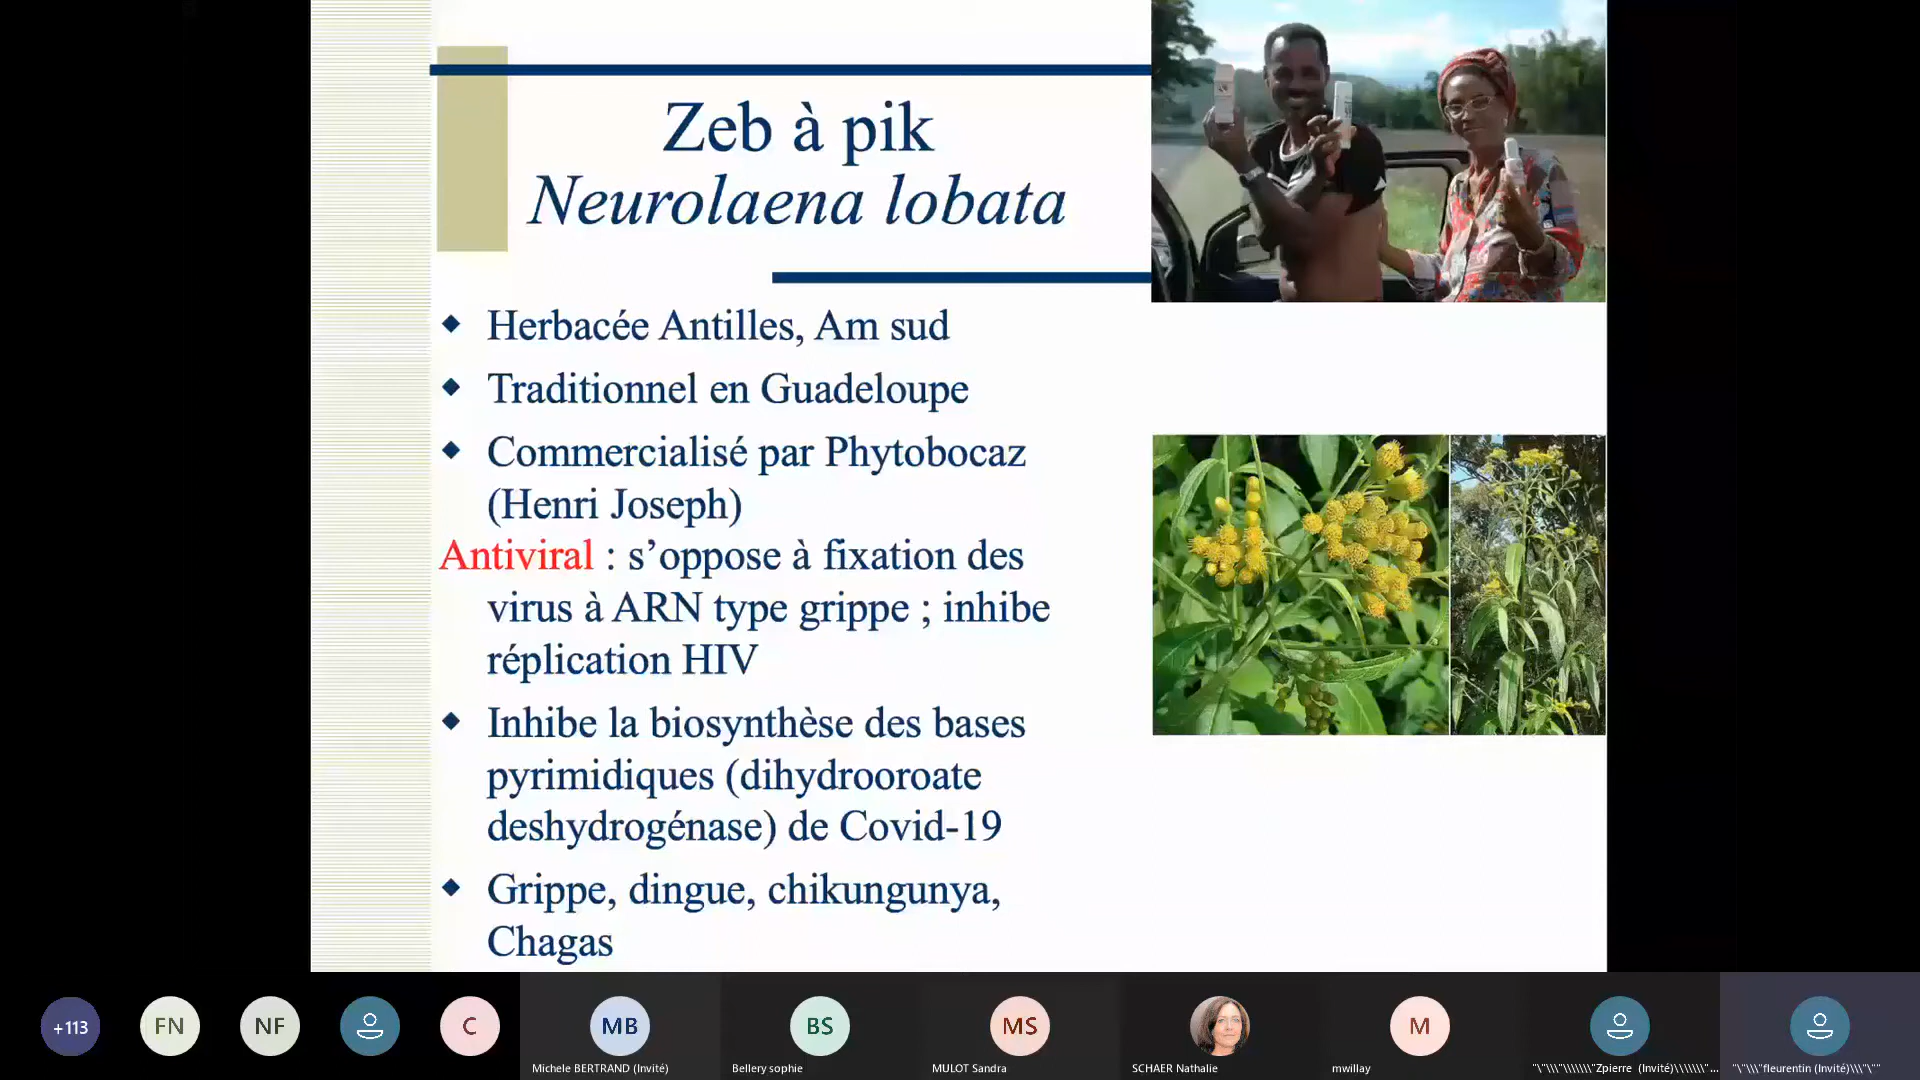 Zeb à pik
Neurolaena lobata
Herbacée Antilles, Am sud
Traditionnel en Guadeloupe
Commercialisé par Phytobocaz
(Henri Joseph)
Antiviral : s’oppose à fixation des
virus à ARN type grippe ; inhibe
réplication HIV
Inhibe la biosynthèse des bases
pyrimidiques (dihydrooroate
deshydrogénase) de Covid-19
Grippe, dingue, chikungunya,
Chagas
+113
FN
NF
C
MB
BS
MS
M
Michele BERTRAND (Invité)
Bellery sophie
MULOT Sandra
SCHAER Nathalie
mwillay
"\"\\\"\\\\\\\"Zpierre (Invité)\\\\\\\"...
"\"\\\"fleurentin (Invité)\\\"\""